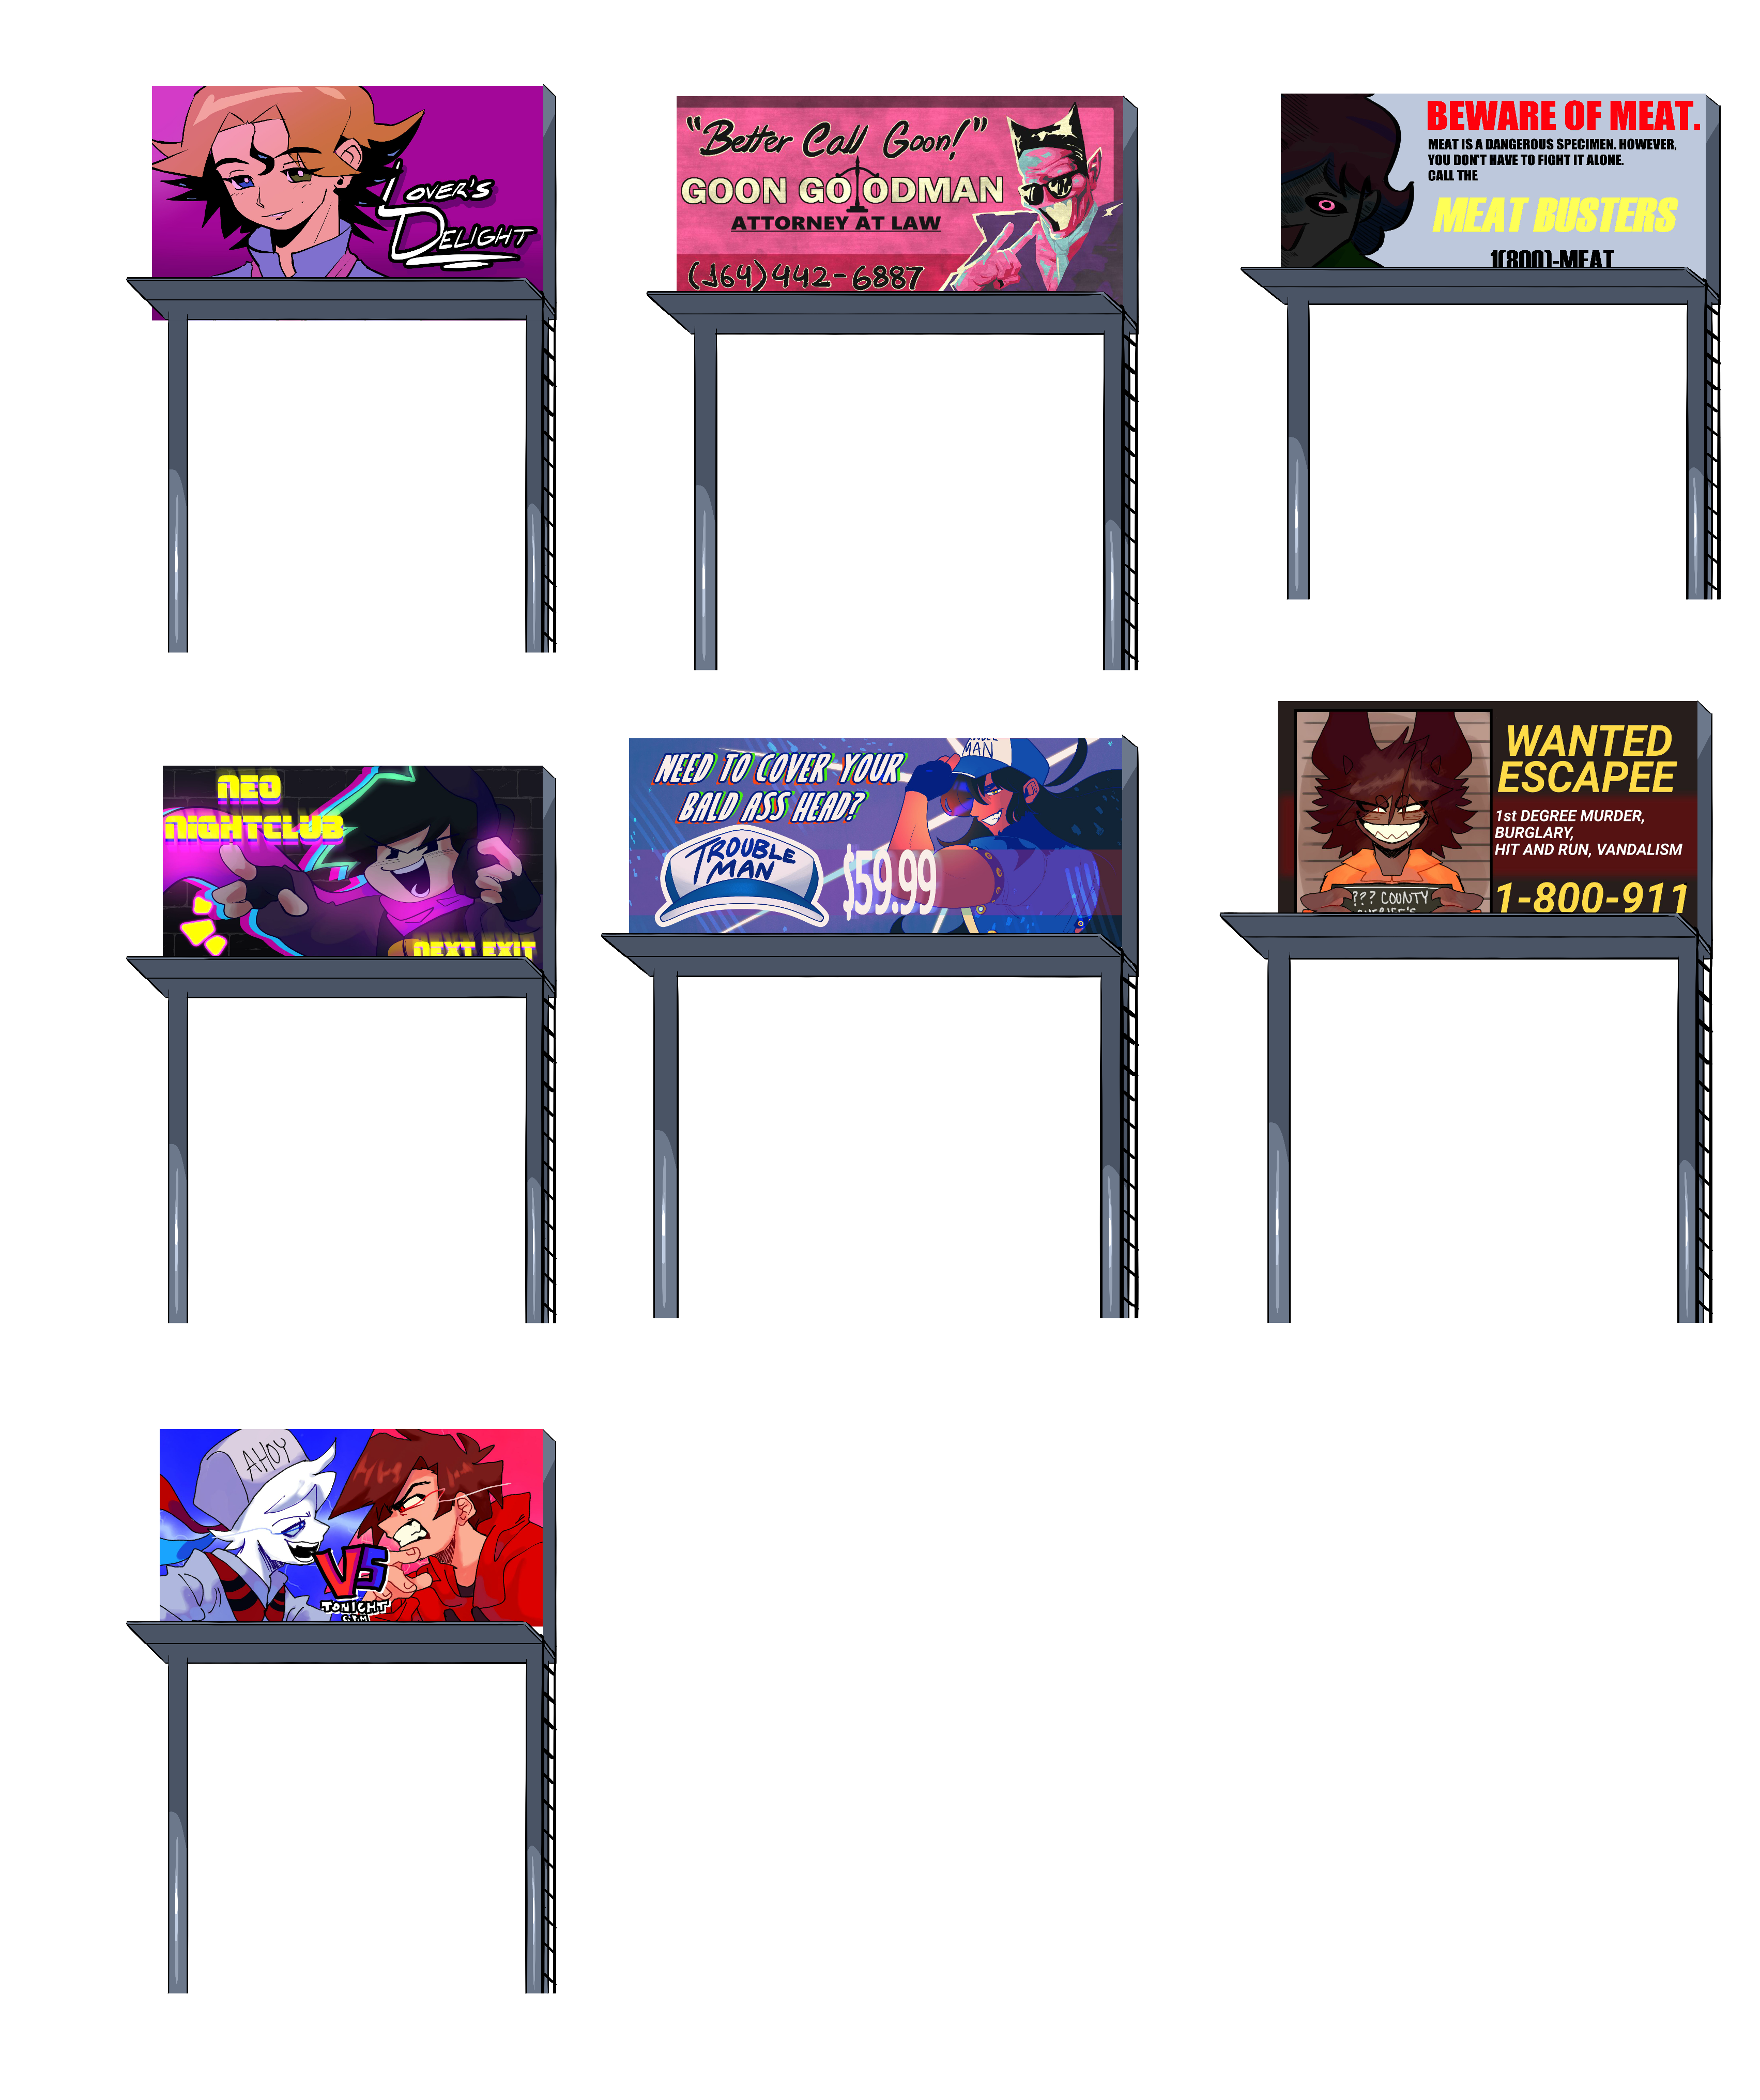 LOVER'S
DELIGHT
"Better Call Goon!"
GOON GOODMAN
ATTORNEY AT LAW
(164) 442-6887
BEWARE OF MEAT.
MEAT IS A DANGEROUS SPECIMEN. HOWEVER,
YOU DON'T HAVE TO FIGHT IT ALONE.
CALL THE
MEAT BUSTERS
1(800)-MEAT
NEO
NIGHTCLUB
NEXT EXIT
NEED TO COVER YOUR
BALD ASS HEAD?
TROUBLE
MAN
$59.99
MAN
WANTED
ESCAPEE
1st DEGREE MURDER,
BURGLARY,
HIT AND RUN, VANDALISM
1-800-911
??? COUNTY
SHERIFF'S
AHOY
VS
TONIGHT